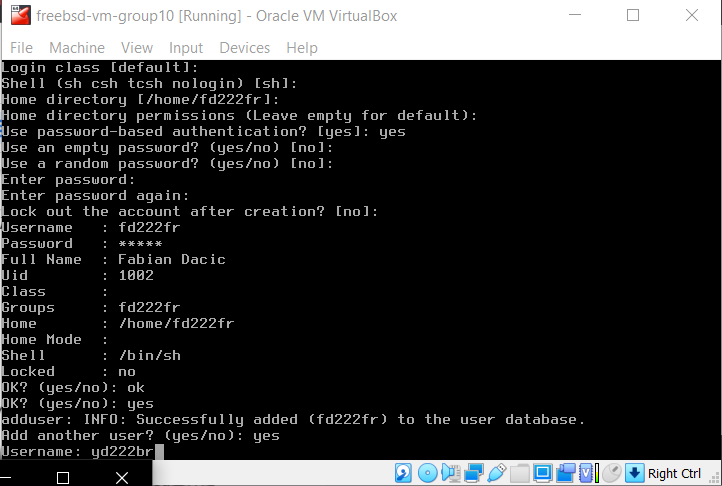 freebsd-vm-group10 [Running] - Oracle VM VirtualBox
File Machine View Input Devices Help
Login class [default]:
Shell (sh csh tcsh nologin) [sh]:
Home directory [/home/fd222fr]:
Home directory permissions (Leave empty for default):
Use password-based authentication? [yes]: yes
Use an empty password? (yes/no) [no]:
Use a random password? (yes/no) [no]:
Enter password:
Enter password again:
Lock out the account after creation? [no]:
Username : fd222fr
Password : *****
Full Name : Fabian Dacic
Uid : 1002
Class :
Groups : fd222fr
Home : /home/fd222fr
Home Mode :
Shell : /bin/sh
Locked : no
OK? (yes/no): ok
OK? (yes/no): yes
adduser: INFO: Successfully added (fd222fr) to the user database.
Add another user? (yes/no): yes
Username: yd222br
Right Ctrl